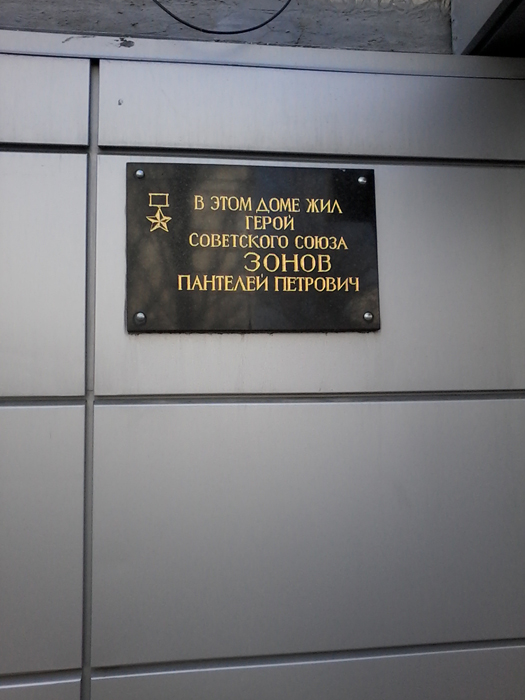 В ЭТОМ ДОМЕ ЖИЛ
ГЕРОЙ
СОВЕТСКОГО СОЮЗА
ЗОНОВ
ПАНТЕЛЕЙ ПЕТРОВИЧ